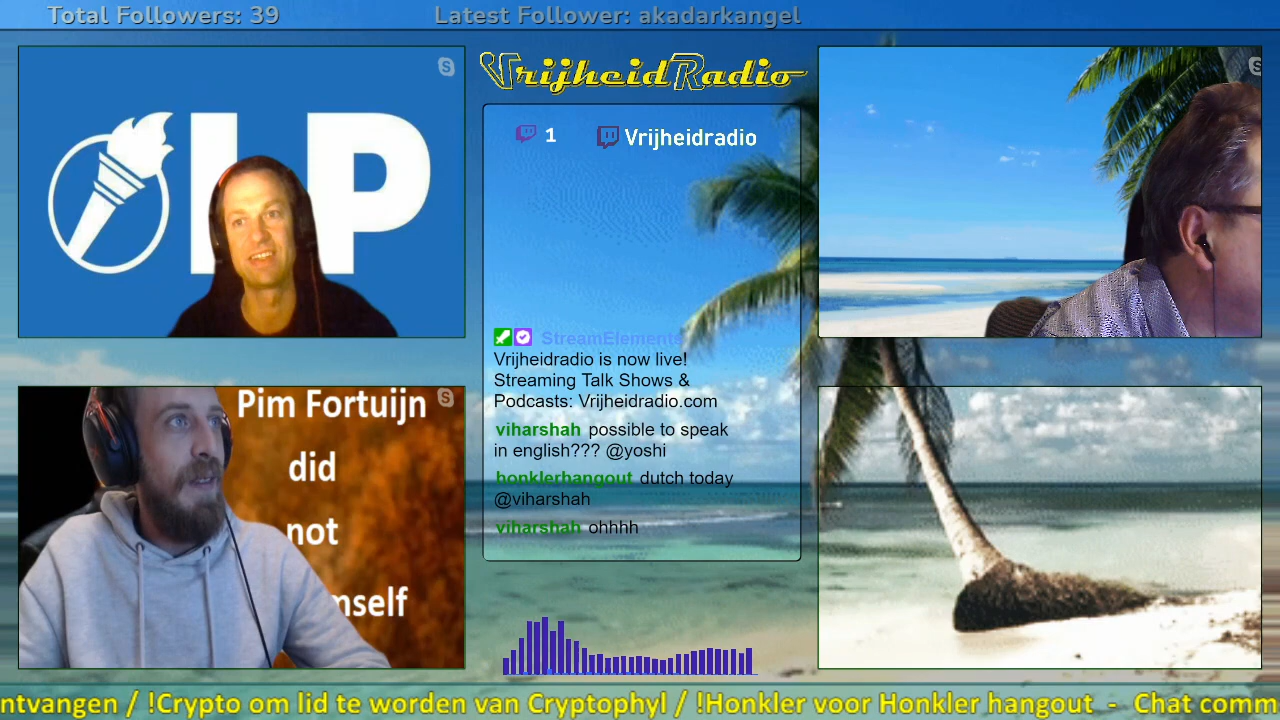 Total Followers: 39
Latest Follower: akadarkangel
LP
VrijheidRadio
1
Vrijheidradio
StreamElements
Vrijheidradio is now live!
Streaming Talk Shows &
Podcasts: Vrijheidradio.com
viharshah possible to speak
in english??? @yoshi
honklerhangout dutch today
@viharshah
viharshah ohhhh
Pim Fortuijn
did
not
mself
ntvangen / !Crypto om lid te worden van Cryptophyl / !Honkler voor Honkler hangout - Chat comm